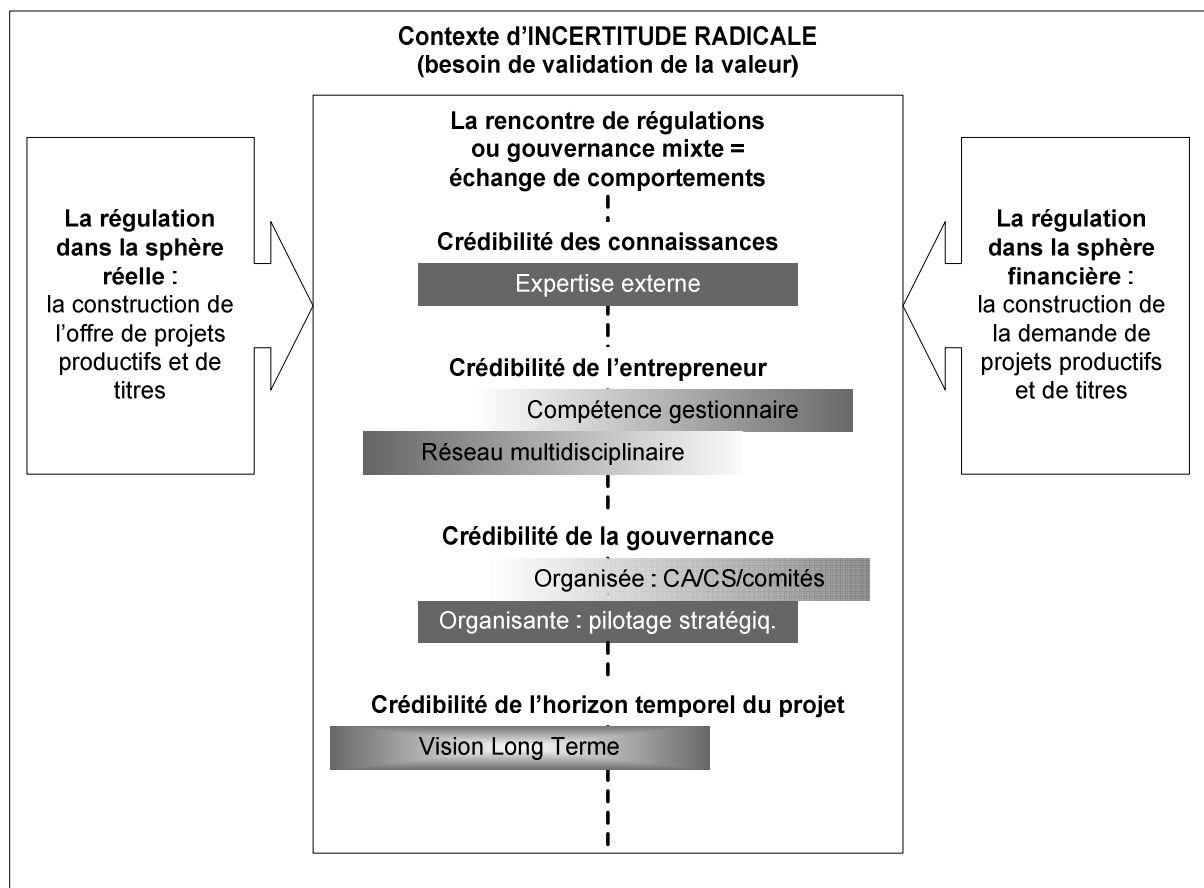 Contexte d'INCERTITUDE RADICALE
(besoin de validation de la valeur)
La régulation
dans la sphère
réelle :
la construction de
l'offre de projets
productifs et de
titres
La rencontre de régulations
ou gouvernance mixte =
échange de comportements
Crédibilité des connaissances
Expertise externe
Crédibilité de l'entrepreneur
Compétence gestionnaire
Réseau multidisciplinaire
Crédibilité de la gouvernance
Organisée : CA/CS/comités
Organisante : pilotage stratégiq.
Crédibilité de l'horizon temporel du projet
Vision Long Terme
La régulation
dans la sphère
financière :
la construction de
la demande de
projets productifs
et de titres